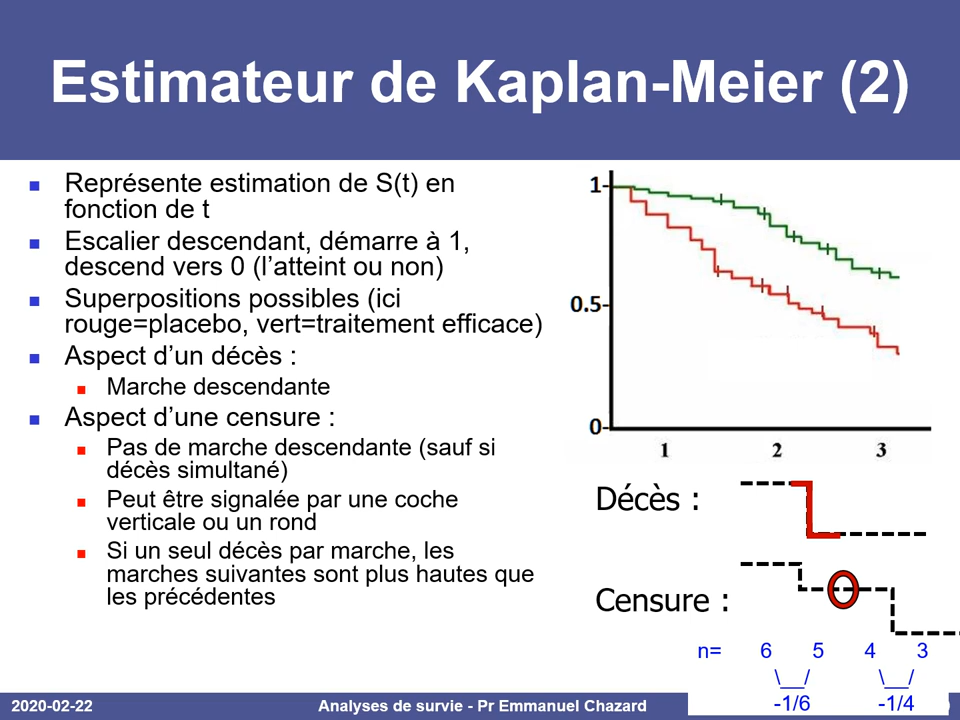 Estimateur de Kaplan-Meier (2)
Représente estimation de S(t) en
fonction de t
Escalier descendant, démarre à 1,
descend vers 0 (l’atteint ou non)
Superpositions possibles (ici
rouge=placebo, vert=traitement efficace)
Aspect d’un décès :
Marche descendante
Aspect d’une censure :
Pas de marche descendante (sauf si
décès simultané)
Peut être signalée par une coche
verticale ou un rond
Si un seul décès par marche, les
marches suivantes sont plus hautes que
les précédentes
1
0.5
0
1 2 3
Décès :
Censure :
n= 6 5 4 3
\__/ \__/
-1/6 -1/4
2020-02-22 Analyses de survie - Pr Emmanuel Chazard